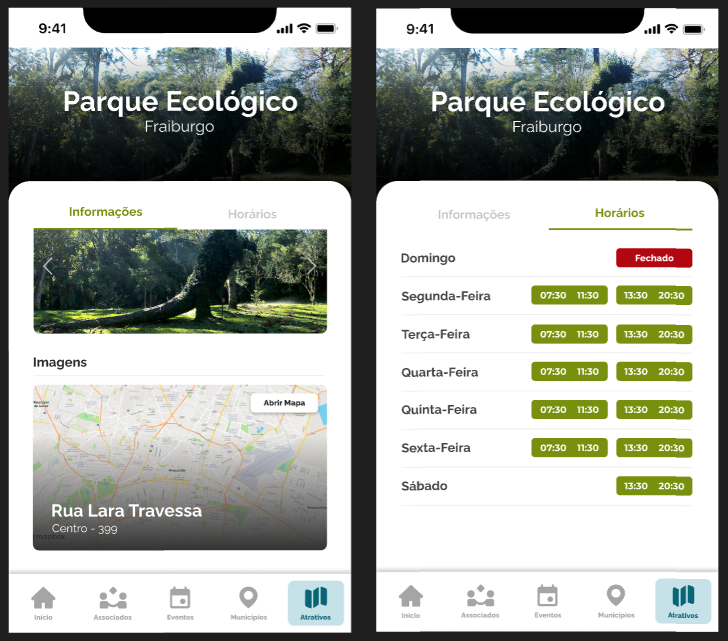 9:41
Parque Ecológico
Fraiburgo
Informações Horários
Imagens
Abrir Mapa
Rua Lara Travessa
Centro - 399
Início Associados Eventos Municípios Atrativos
9:41
Parque Ecológico
Fraiburgo
Informações Horários
Domingo Fechado
Segunda-Feira 07:30 11:30 13:30 20:30
Terça-Feira 07:30 11:30 13:30 20:30
Quarta-Feira 07:30 11:30 13:30 20:30
Quinta-Feira 07:30 11:30 13:30 20:30
Sexta-Feira 07:30 11:30 13:30 20:30
Sábado 13:30 20:30
Início Associados Eventos Municípios Atrativos